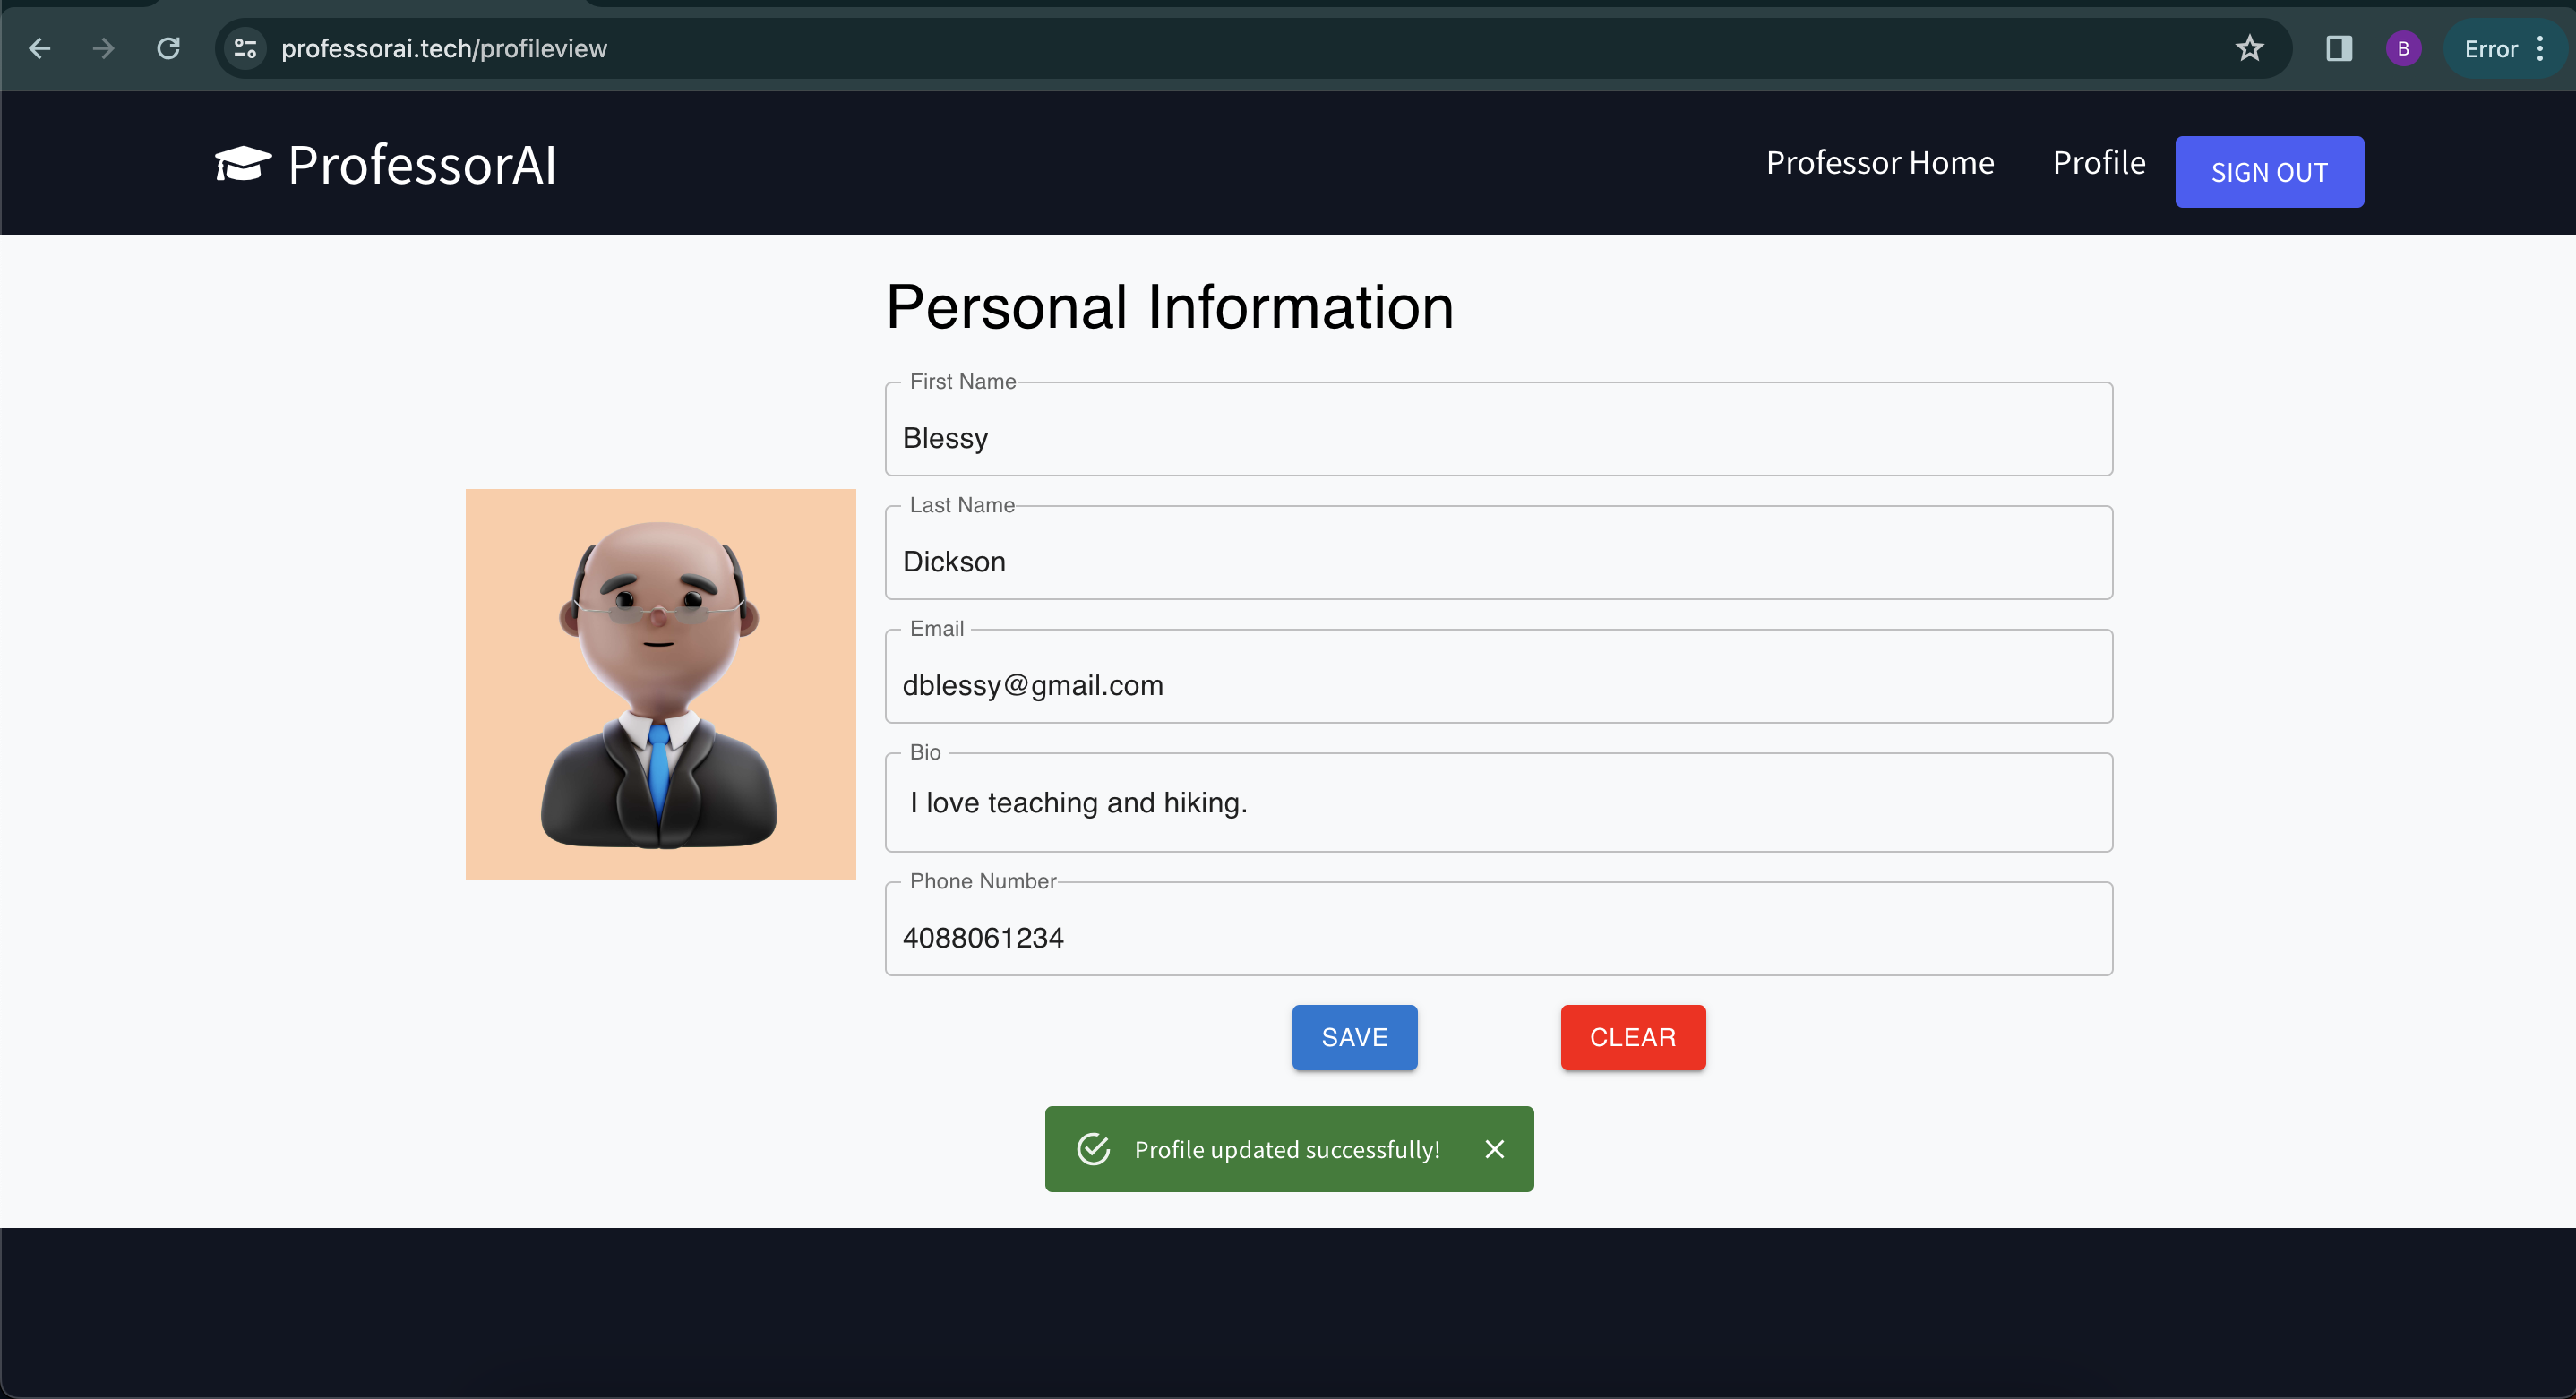 professorai.tech/profileview
B
Error
ProfessorAI
Professor Home
Profile
SIGN OUT
Personal Information
First Name
Blessy
Last Name
Dickson
Email
dblessy@gmail.com
Bio
I love teaching and hiking.
Phone Number
4088061234
SAVE
CLEAR
Profile updated successfully!